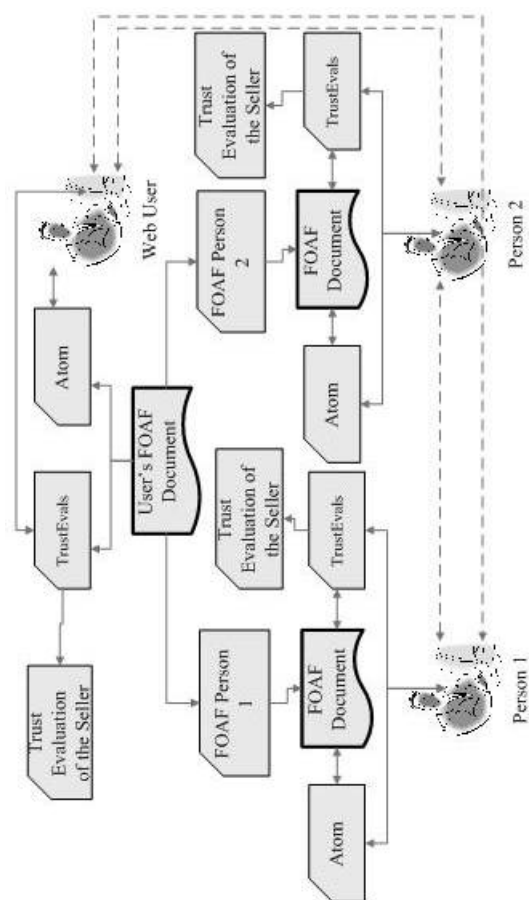 Trust
Evaluation
of the Seller
TrustEvals
Atom
Web User
User's FOAF
Document
FOAF Person
1
Trust
Evaluation of
the Seller
FOAF Person
2
Trust
Evaluation of
the Seller
Atom
FOAF
Document
TrustEvals
Atom
FOAF
Document
TrustEvals
Person 1
Person 2